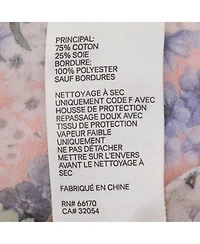 PRINCIPAL:
75% COTON
25% SOIE
BORDURE:
100% POLYESTER
SAUF BORDURES
NETTOYAGE À SEC
UNIQUEMENT CODE F AVEC
HOUSSE DE PROTECTION
REPASSAGE DOUX AVEC
TISSU DE PROTECTION
VAPEUR FAIBLE
UNIQUEMENT
NE PAS DÉCATIR
METTRE SUR L'ENVERS
AVANT LE NETTOYAGE À
SEC
FABRIQUÉ EN CHINE
RN# 66170
CA# 32054